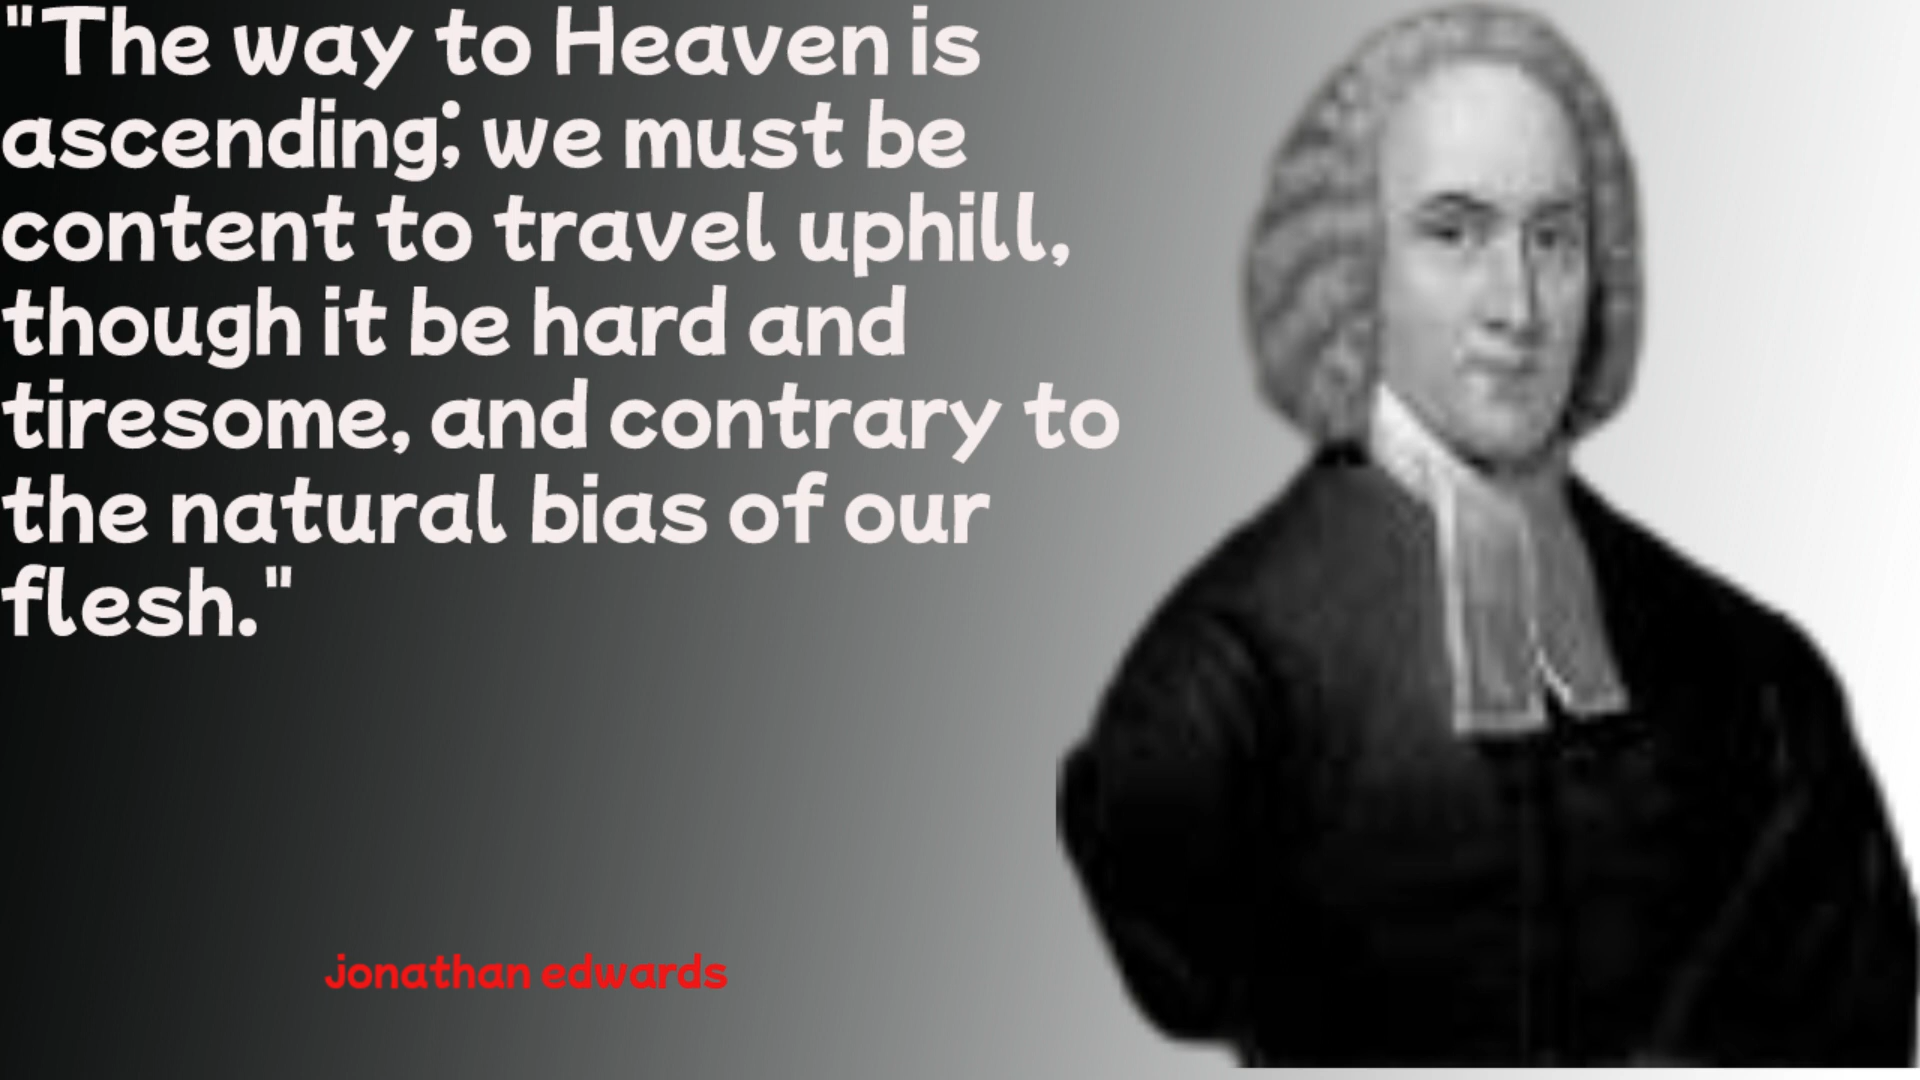 "The way to Heaven is
ascending; we must be
content to travel uphill,
though it be hard and
tiresome, and contrary to
the natural bias of our
flesh."
jonathan edwards